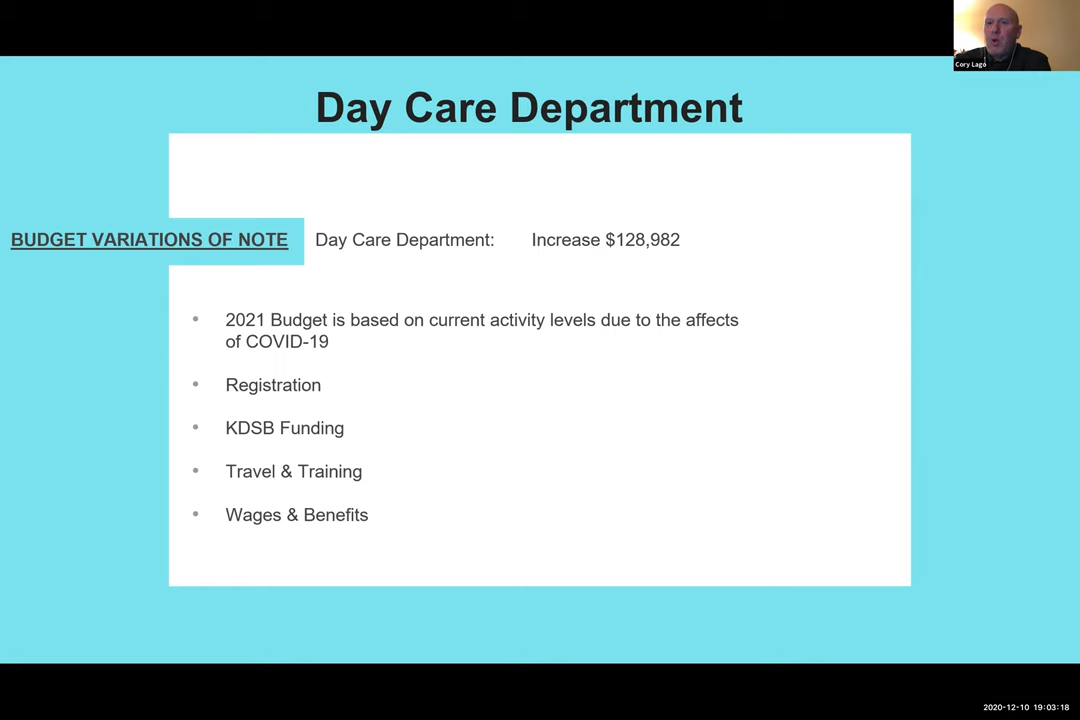 Cory Lago
Day Care Department
BUDGET VARIATIONS OF NOTE Day Care Department: Increase $128,982
• 2021 Budget is based on current activity levels due to the affects
of COVID-19
• Registration
• KDSB Funding
• Travel & Training
• Wages & Benefits
2020-12-10 19:03:18